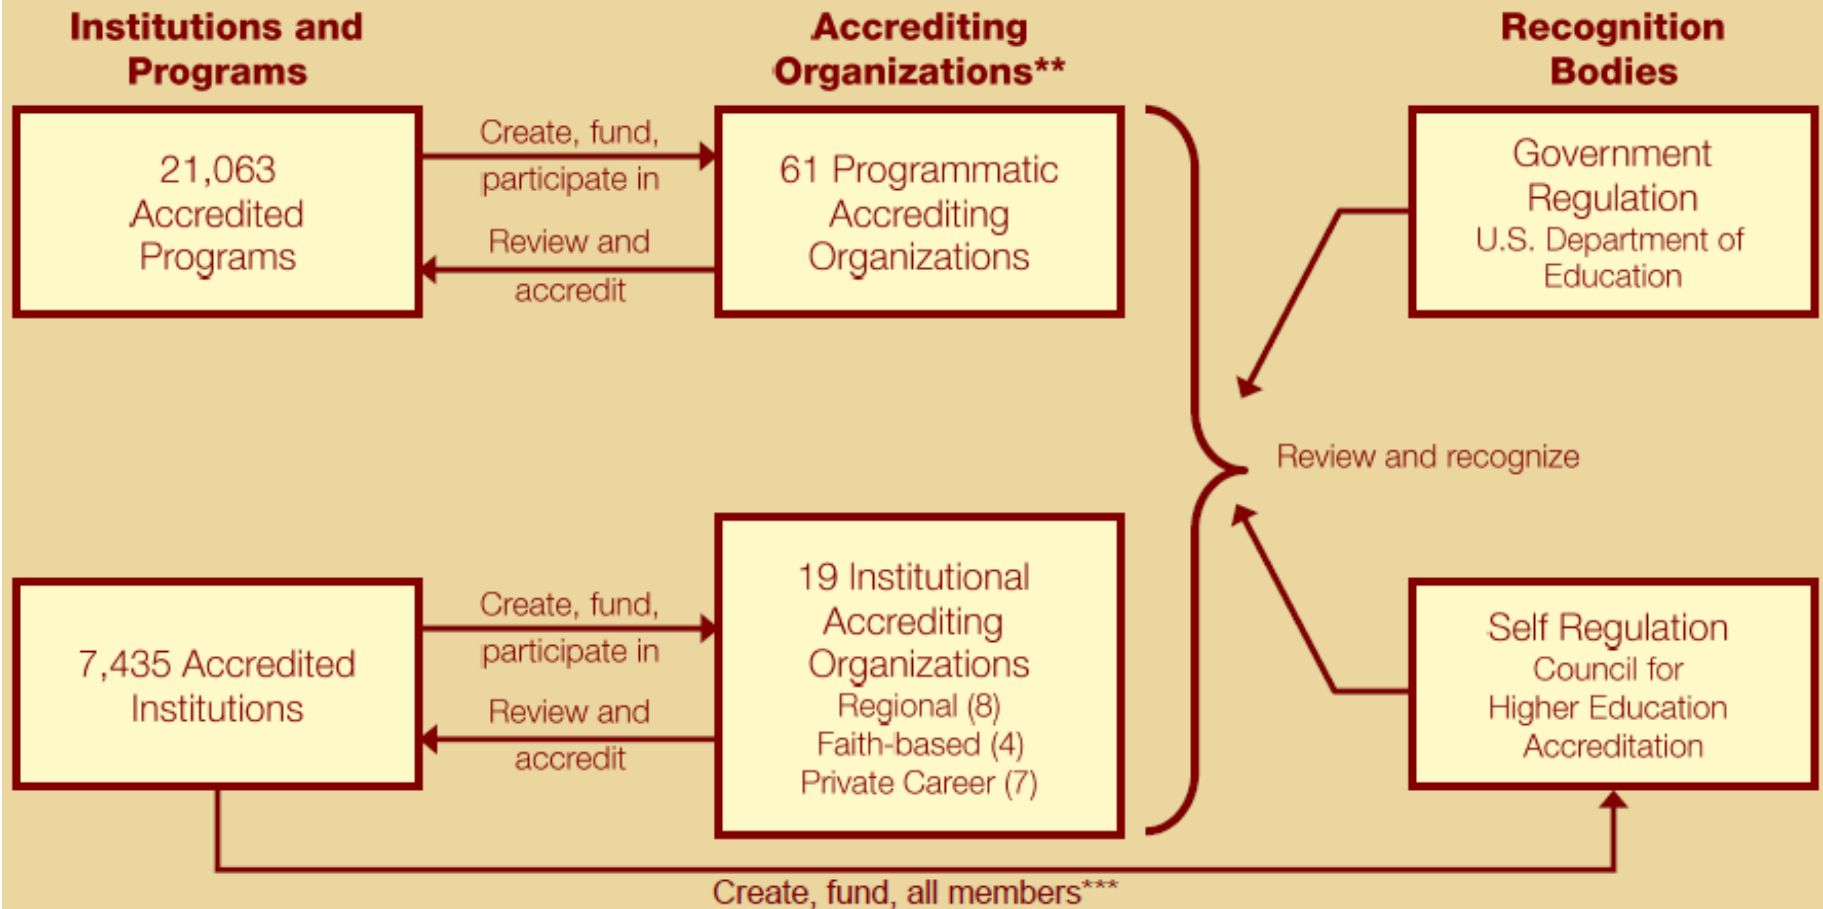 Institutions and
Programs
Accrediting
Organizations**
Recognition
Bodies
21,063
Accredited
Programs
Create, fund,
participate in
Review and
accredit
61 Programmatic
Accrediting
Organizations
Government
Regulation
U.S. Department of
Education
Review and recognize
7,435 Accredited
Institutions
Create, fund,
participate in
Review and
accredit
19 Institutional
Accrediting
Organizations
Regional (8)
Faith-based (4)
Private Career (7)
Self Regulation
Council for
Higher Education
Accreditation
Create, fund, all members***